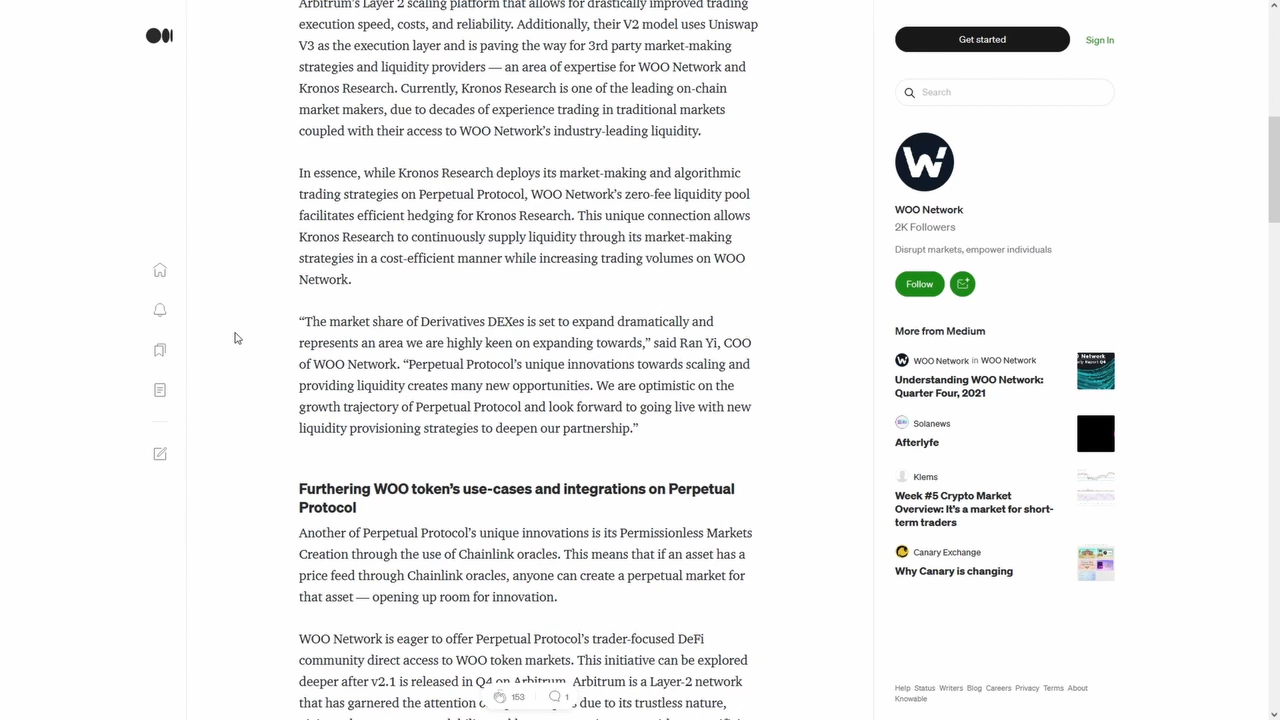 Arbitrum's Layer 2 scaling platform that allows for drastically improved trading
execution speed, costs, and reliability. Additionally, their V2 model uses Uniswap
V3 as the execution layer and is paving the way for 3rd party market-making
strategies and liquidity providers — an area of expertise for WOO Network and
Kronos Research. Currently, Kronos Research is one of the leading on-chain
market makers, due to decades of experience trading in traditional markets
coupled with their access to WOO Network's industry-leading liquidity.
In essence, while Kronos Research deploys its market-making and algorithmic
trading strategies on Perpetual Protocol, WOO Network's zero-fee liquidity pool
facilitates efficient hedging for Kronos Research. This unique connection allows
Kronos Research to continuously supply liquidity through its market-making
strategies in a cost-efficient manner while increasing trading volumes on WOO
Network.
“The market share of Derivatives DEXes is set to expand dramatically and
represents an area we are highly keen on expanding towards,” said Ran Yi, COO
of WOO Network. “Perpetual Protocol's unique innovations towards scaling and
providing liquidity creates many new opportunities. We are optimistic on the
growth trajectory of Perpetual Protocol and look forward to going live with new
liquidity provisioning strategies to deepen our partnership.”
Furthering WOO token's use-cases and integrations on Perpetual
Protocol
Another of Perpetual Protocol's unique innovations is its Permissionless Markets
Creation through the use of Chainlink oracles. This means that if an asset has a
price feed through Chainlink oracles, anyone can create a perpetual market for
that asset — opening up room for innovation.
WOO Network is eager to offer Perpetual Protocol's trader-focused DeFi
community direct access to WOO token markets. This initiative can be explored
deeper after v2.1 is released in Q4 on Arbitrum. Arbitrum is a Layer-2 network
that has garnered the attention due to its trustless nature,
153 1
Get started Sign In
Search
W
WOO Network
2K Followers
Disrupt markets, empower individuals
Follow
More from Medium
WOO Network in WOO Network
Understanding WOO Network:
Quarter Four, 2021
Solanews
Afterlyfe
Klems
Week #5 Crypto Market
Overview: It's a market for short-
term traders
Canary Exchange
Why Canary is changing
Help Status Writers Blog Careers Privacy Terms About
Knowable